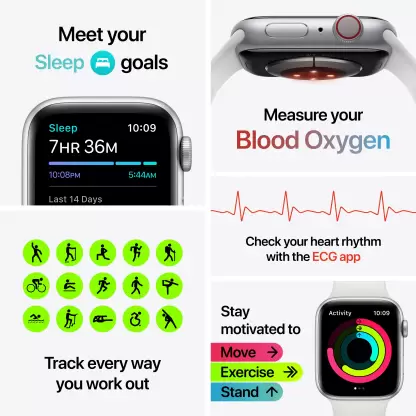 Meet your
Sleep goals
Sleep 10:09
7HR 36M
10:08PM 5:44AM
Last 14 Days
Measure your
Blood Oxygen
Check your heart rhythm
with the ECG app
Track every way
you work out
Stay
motivated to
Move
Exercise
Stand
Activity 10:09